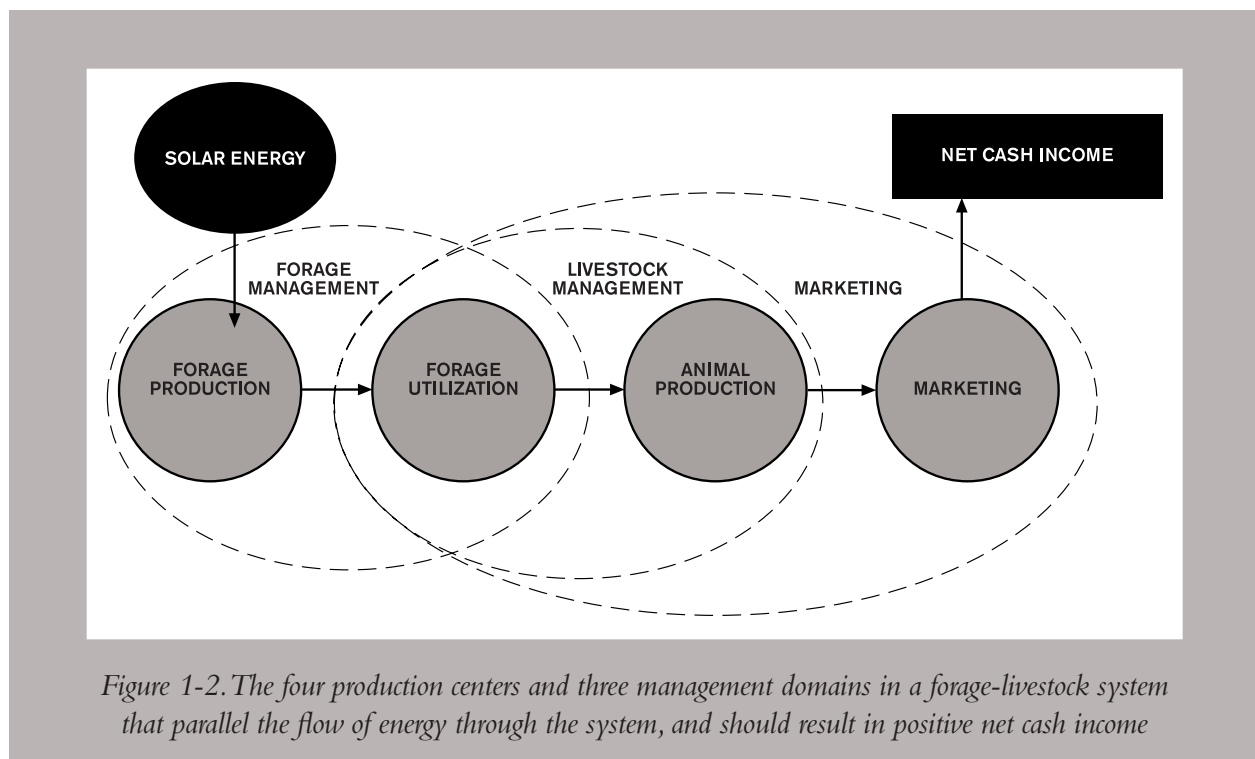 SOLAR ENERGY
NET CASH INCOME
FORAGE
MANAGEMENT
LIVESTOCK
MANAGEMENT
MARKETING
FORAGE
PRODUCTION
FORAGE
UTILIZATION
ANIMAL
PRODUCTION
MARKETING
Figure 1-2. The four production centers and three management domains in a forage-livestock system
that parallel the flow of energy through the system, and should result in positive net cash income